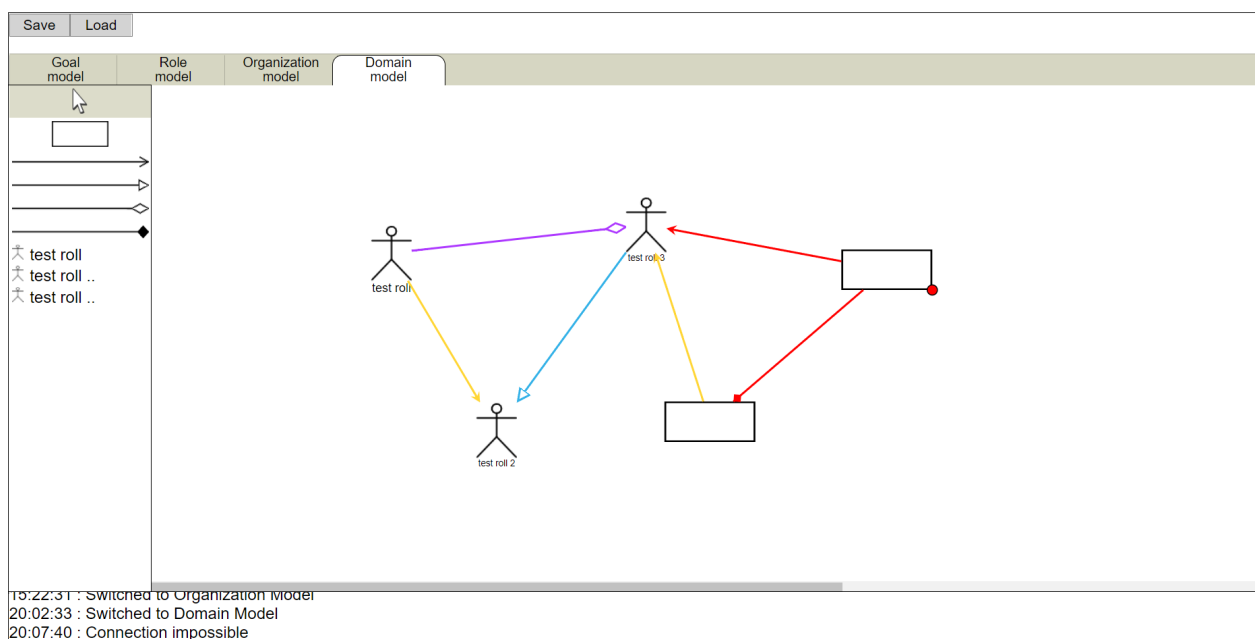 Save Load
Goal model
Role model
Organization model
Domain model
test roll
test roll ..
test roll ..
test roll 3
test roll
test roll 2
15:22:31 : Switched to Organization Model
20:02:33 : Switched to Domain Model
20:07:40 : Connection impossible